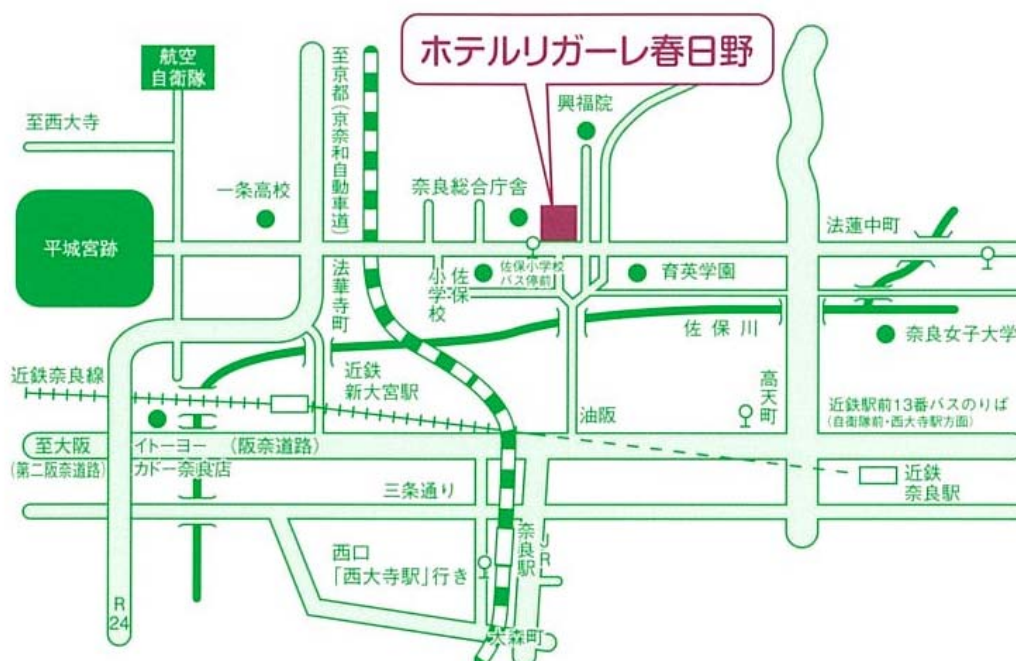 ホテルリガーレ春日野
航空
自衛隊
至西大寺
至京都(京奈和自動車道)
興福院
一条高校
奈良総合庁舎
平城宮跡
法蓮中町
佐保小学校
バス停前
佐保
小学校
育英学園
法華寺町
佐保川
奈良女子大学
近鉄奈良線
近鉄
新大宮駅
高天町
油阪
近鉄駅前13番バスのりば
(自衛隊前・西大寺駅方面)
至大阪
(第二阪奈道路)
イトーヨー
カドー奈良店
(阪奈道路)
近鉄
奈良駅
三条通り
JR
奈良駅
西口
「西大寺駅」行き
R
24
大森町